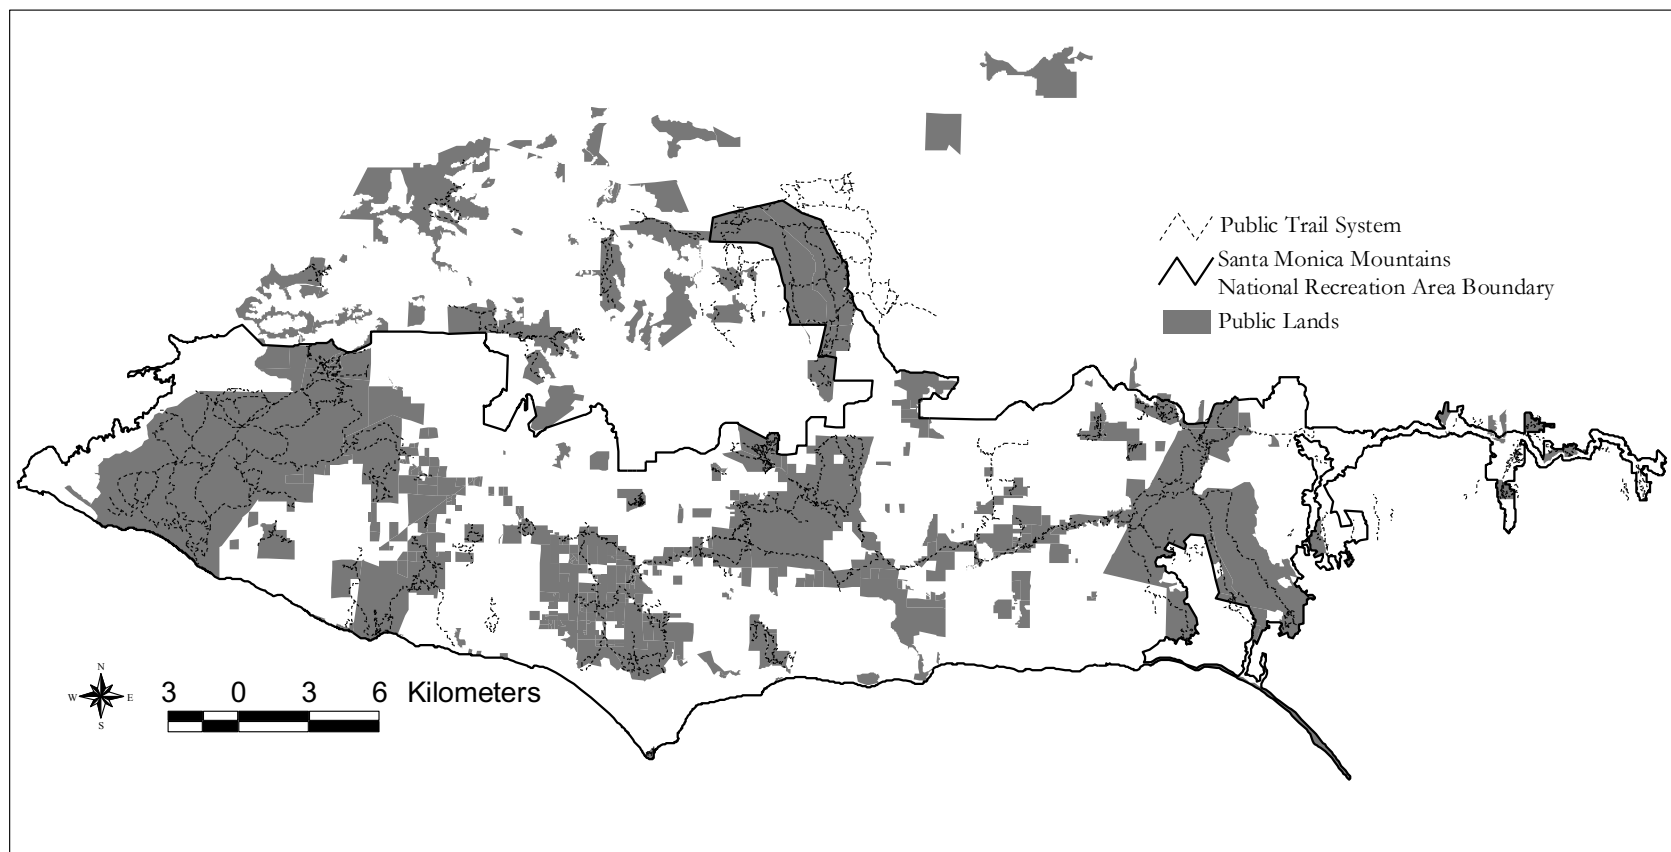 Public Trail System
Santa Monica Mountains
National Recreation Area Boundary
Public Lands
N
W E
S
3 0 3 6 Kilometers